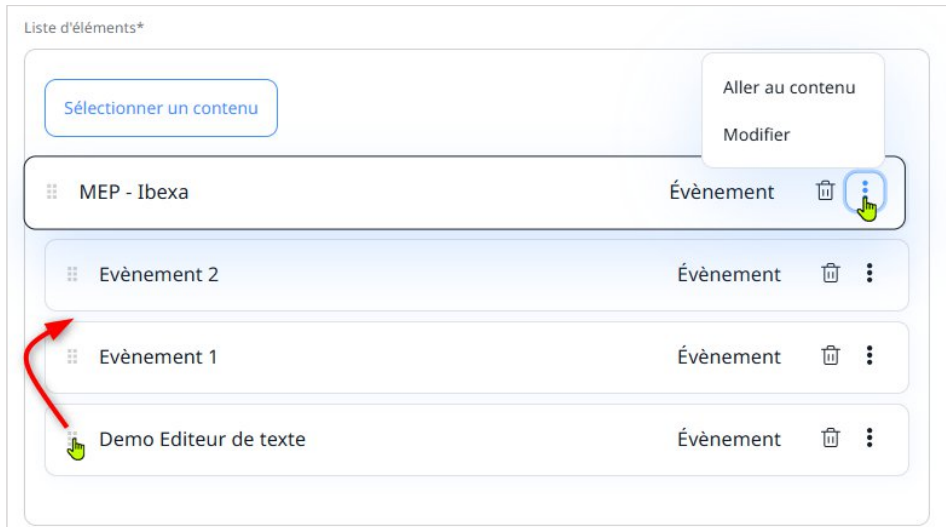 Liste d'éléments*
Aller au contenu
Sélectionner un contenu
Modifier
MEP - Ibexa Évènement
Evènement 2 Évènement
Evènement 1 Évènement
Demo Editeur de texte Évènement